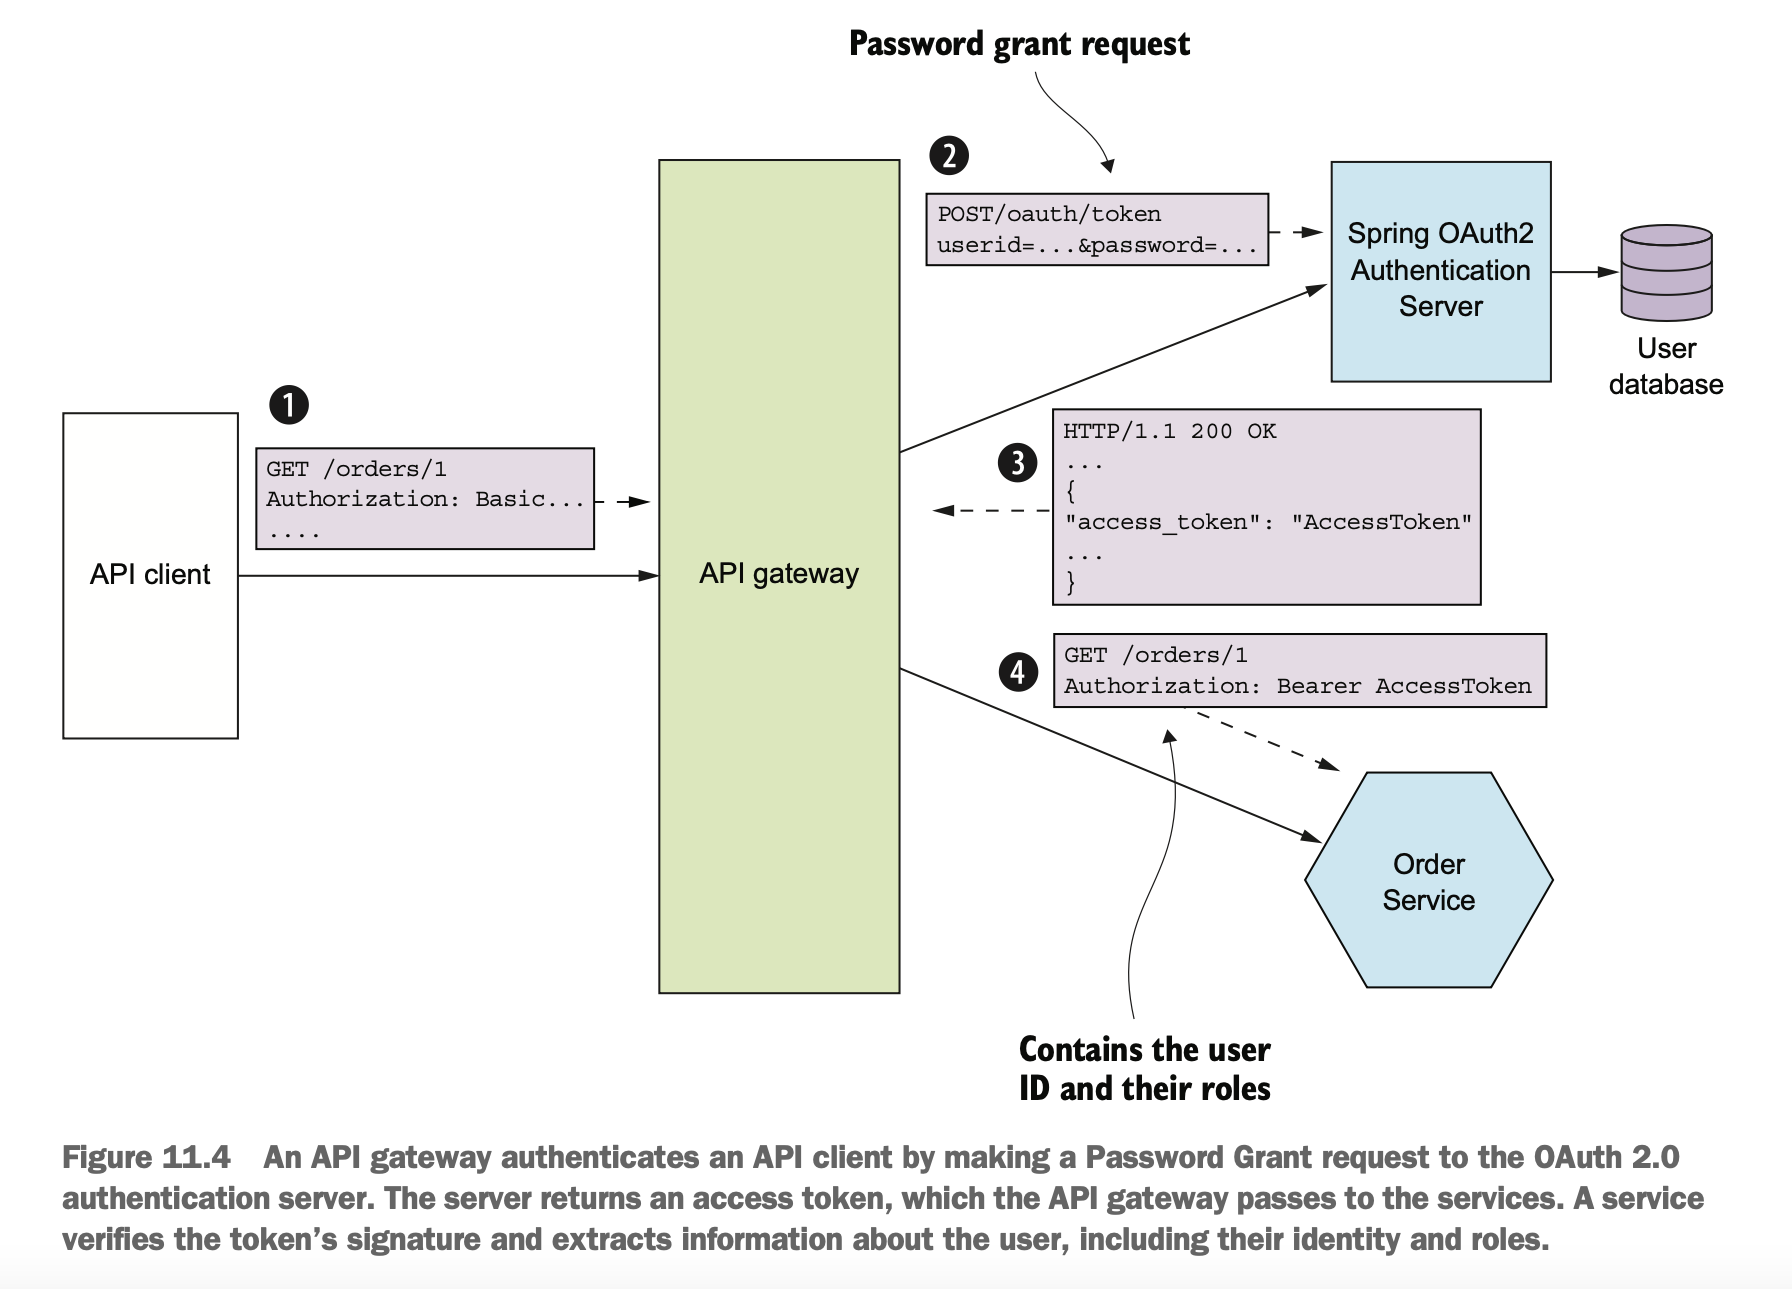 Password grant request
❷
POST/oauth/token
userid=...&password=...
Spring OAuth2
Authentication
Server
User
database
❶
GET /orders/1
Authorization: Basic...
....
API client
API gateway
❸
HTTP/1.1 200 OK
...
{
"access_token": "AccessToken"
...
}
❹
GET /orders/1
Authorization: Bearer AccessToken
Order
Service
Contains the user
ID and their roles
Figure 11.4 An API gateway authenticates an API client by making a Password Grant request to the OAuth 2.0
authentication server. The server returns an access token, which the API gateway passes to the services. A service
verifies the token’s signature and extracts information about the user, including their identity and roles.